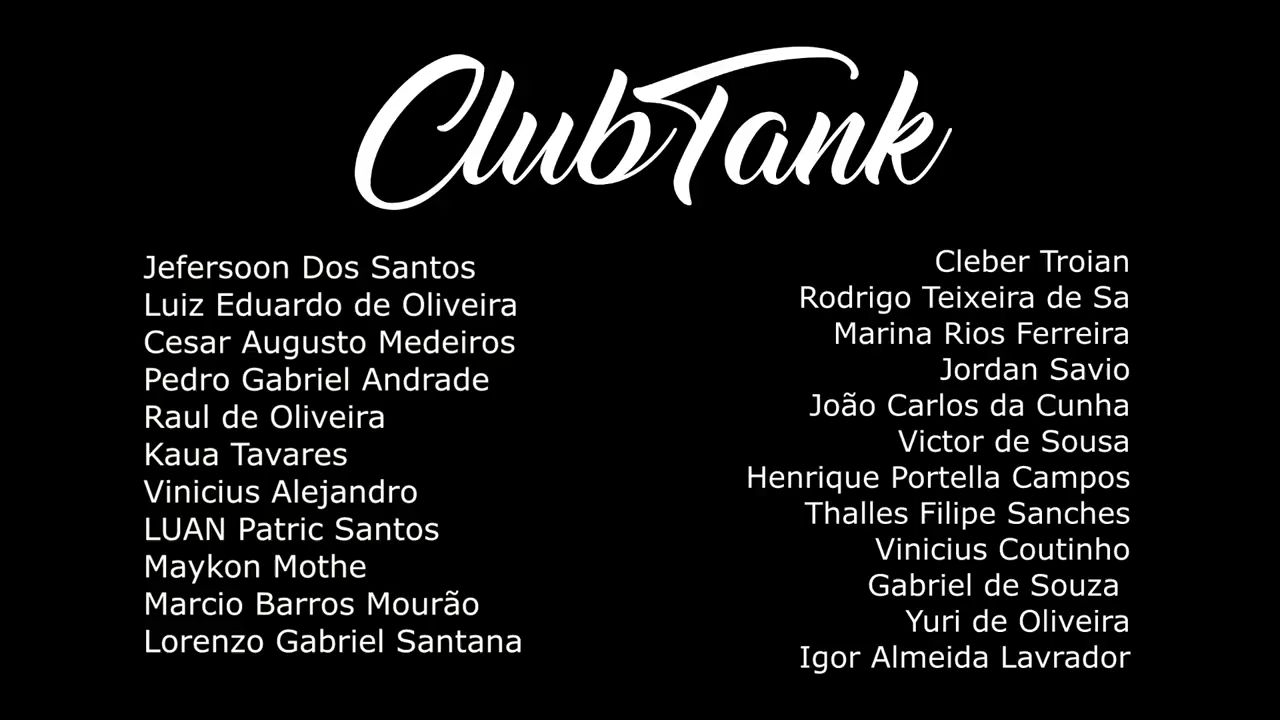 ClubTank
Jefersoon Dos Santos
Luiz Eduardo de Oliveira
Cesar Augusto Medeiros
Pedro Gabriel Andrade
Raul de Oliveira
Kaua Tavares
Vinicius Alejandro
LUAN Patric Santos
Maykon Mothe
Marcio Barros Mourão
Lorenzo Gabriel Santana
Cleber Troian
Rodrigo Teixeira de Sa
Marina Rios Ferreira
Jordan Savio
João Carlos da Cunha
Victor de Sousa
Henrique Portella Campos
Thalles Filipe Sanches
Vinicius Coutinho
Gabriel de Souza
Yuri de Oliveira
Igor Almeida Lavrador